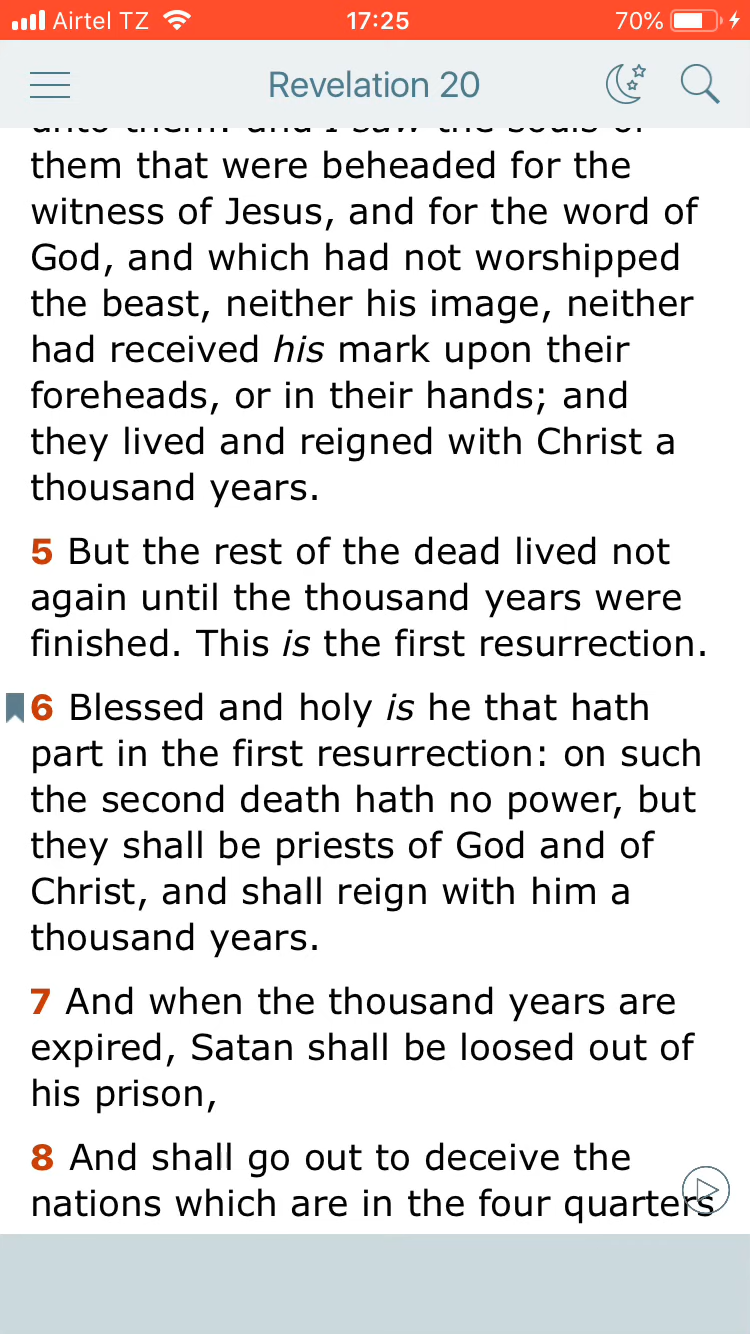 Airtel TZ 17:25 70%
Revelation 20
unto them: and I saw the souls of
them that were beheaded for the
witness of Jesus, and for the word of
God, and which had not worshipped
the beast, neither his image, neither
had received his mark upon their
foreheads, or in their hands; and
they lived and reigned with Christ a
thousand years.
5 But the rest of the dead lived not
again until the thousand years were
finished. This is the first resurrection.
6 Blessed and holy is he that hath
part in the first resurrection: on such
the second death hath no power, but
they shall be priests of God and of
Christ, and shall reign with him a
thousand years.
7 And when the thousand years are
expired, Satan shall be loosed out of
his prison,
8 And shall go out to deceive the
nations which are in the four quarters